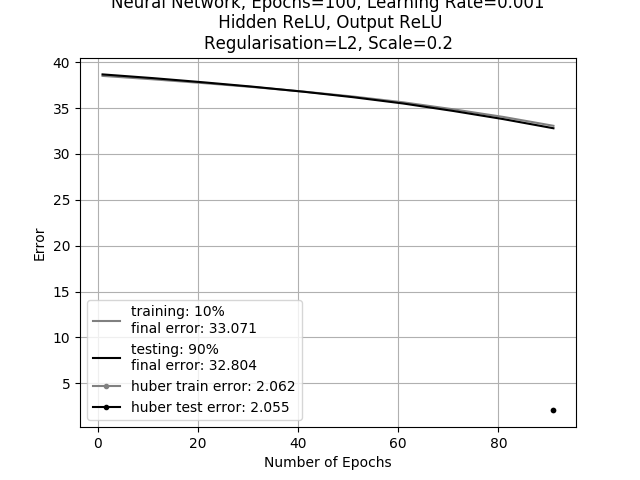 Neural Network, Epochs=100, Learning Rate=0.001
Hidden ReLU, Output ReLU
Regularisation=L2, Scale=0.2
40
35
30
25
20
15
10
5
Error
training: 10%
final error: 33.071
testing: 90%
final error: 32.804
huber train error: 2.062
huber test error: 2.055
0
20
40
60
80
Number of Epochs